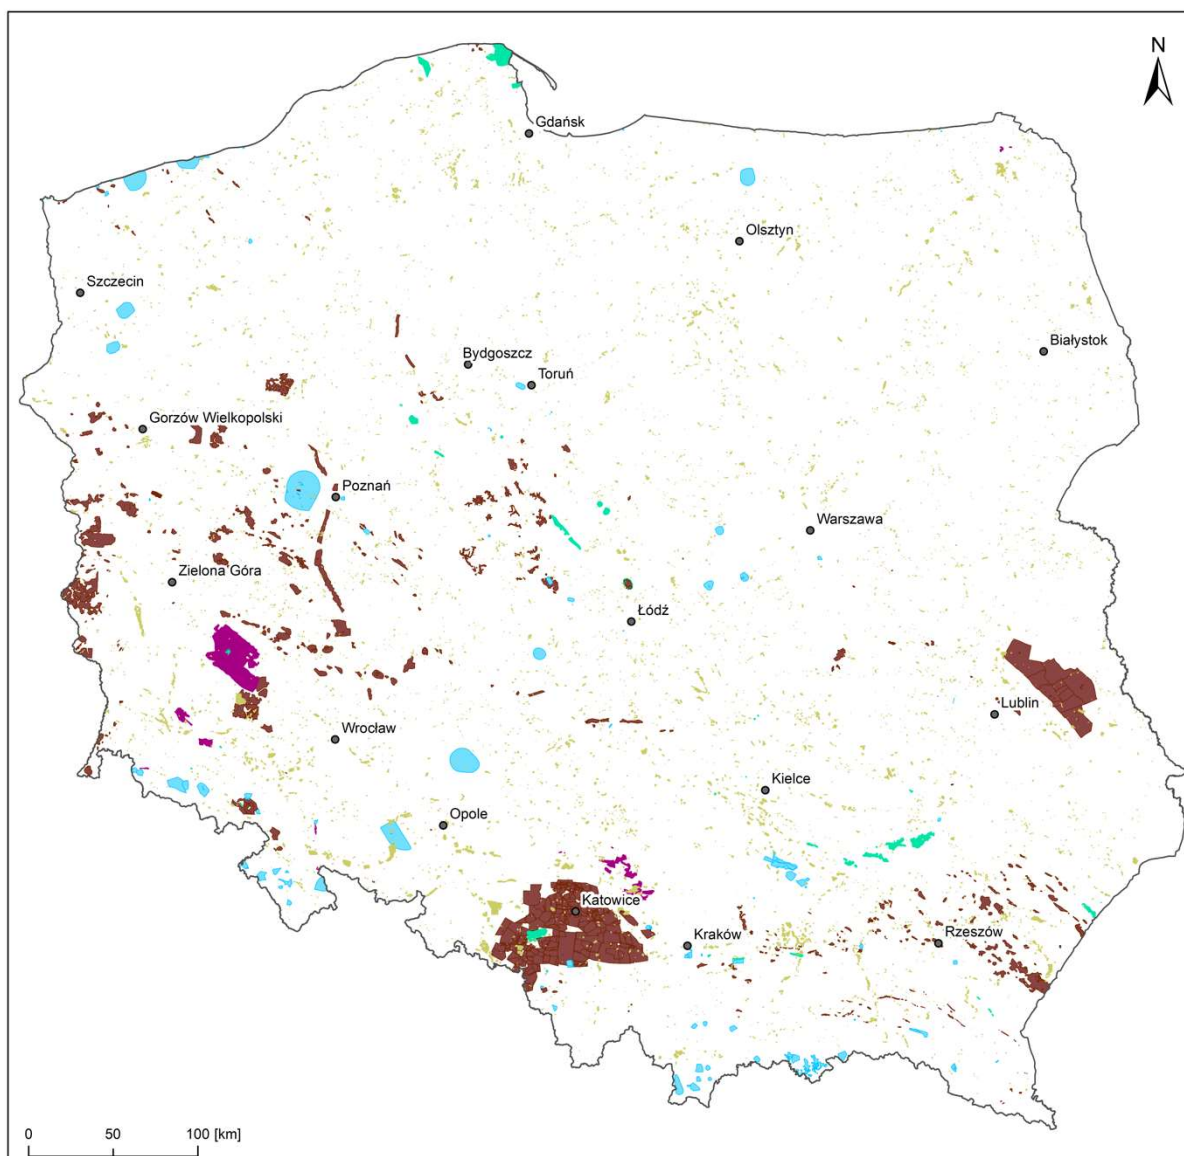 N
Gdańsk
Olsztyn
Szczecin
Białystok
Bydgoszcz
Toruń
Gorzów Wielkopolski
Poznań
Warszawa
Zielona Góra
Łódź
Lublin
Wrocław
Kielce
Opole
Katowice
Kraków
Rzeszów
0 50 100 [km]